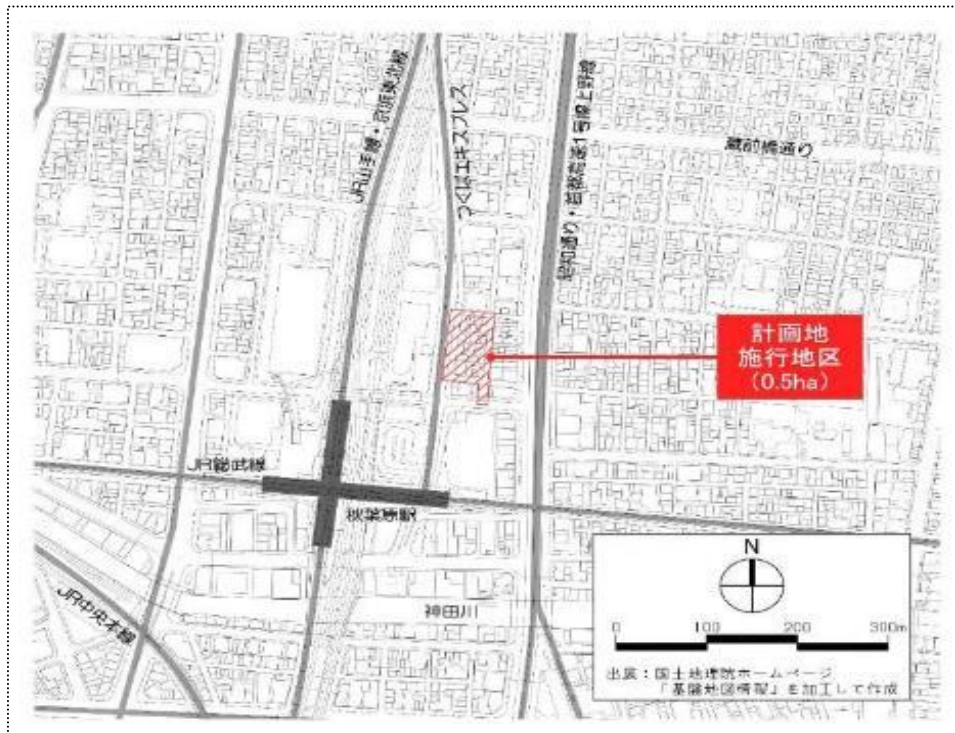 JR山手線・京浜東北線
つくばエキスプレス
昭和通り・首都高速1号線上野線
蔵前橋通り
計画地
施行地区
(0.5ha)
JR総武線
秋葉原駅
JR中央本線
神田川
N
0 100 200 300m
出展：国土地理院ホームページ
「基盤地図情報」を加工して作成